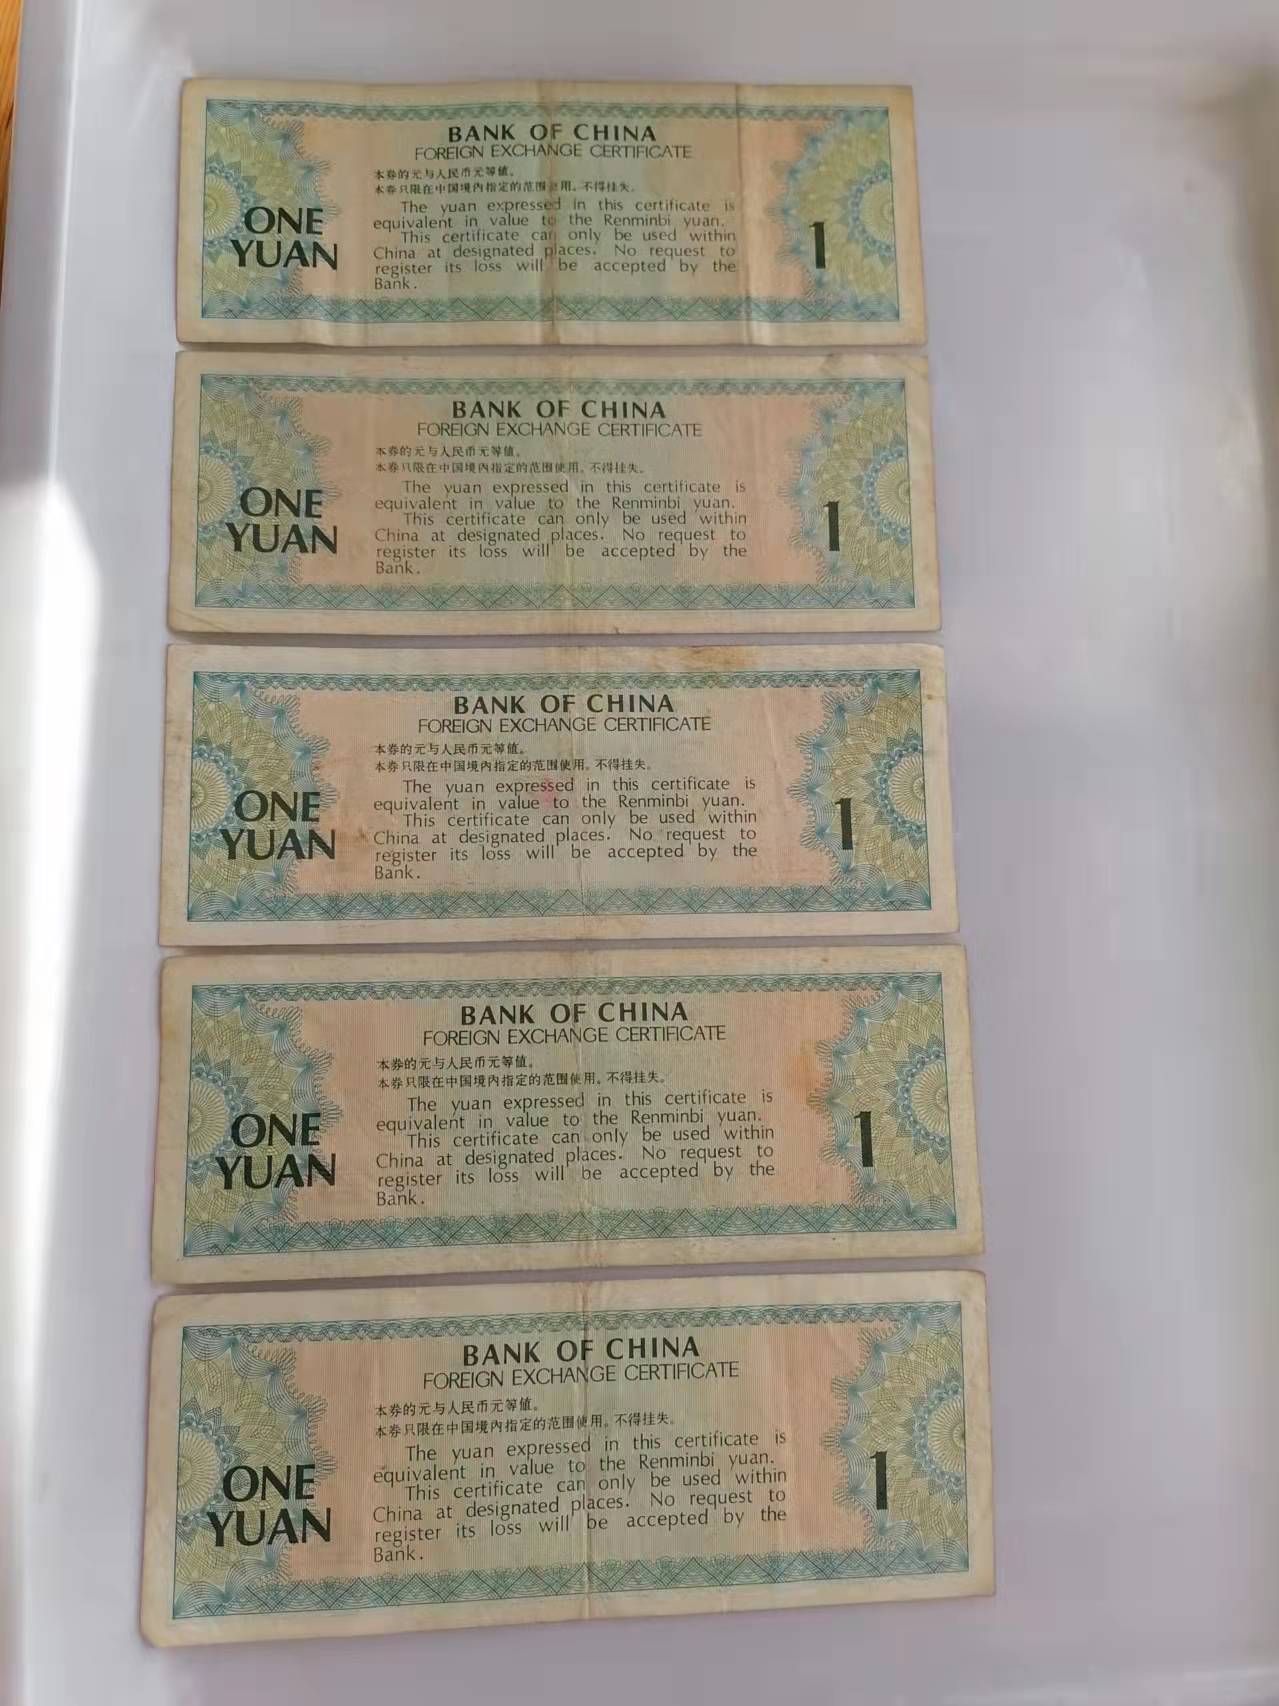 BANK OF CHINA
FOREIGN EXCHANGE CERTIFICATE
本券的元与人民币元等值。
本券只限在中国境内指定的范围使用。不得挂失。
The yuan expressed in this certificate is
equivalent in value to the Renminbi yuan.
This certificate can only be used within
China at designated places. No request to
register its loss will be accepted by the
Bank.
ONE
YUAN
1
BANK OF CHINA
FOREIGN EXCHANGE CERTIFICATE
本券的元与人民币元等值。
本券只限在中国境内指定的范围使用。不得挂失。
The yuan expressed in this certificate is
equivalent in value to the Renminbi yuan.
This certificate can only be used within
China at designated places. No request to
register its loss will be accepted by the
Bank.
ONE
YUAN
1
BANK OF CHINA
FOREIGN EXCHANGE CERTIFICATE
本券的元与人民币元等值。
本券只限在中国境内指定的范围使用。不得挂失。
The yuan expressed in this certificate is
equivalent in value to the Renminbi yuan.
This certificate can only be used within
China at designated places. No request to
register its loss will be accepted by the
Bank.
ONE
YUAN
1
BANK OF CHINA
FOREIGN EXCHANGE CERTIFICATE
本券的元与人民币元等值。
本券只限在中国境内指定的范围使用。不得挂失。
The yuan expressed in this certificate is
equivalent in value to the Renminbi yuan.
This certificate can only be used within
China at designated places. No request to
register its loss will be accepted by the
Bank.
ONE
YUAN
1
BANK OF CHINA
FOREIGN EXCHANGE CERTIFICATE
本券的元与人民币元等值。
本券只限在中国境内指定的范围使用。不得挂失。
The yuan expressed in this certificate is
equivalent in value to the Renminbi yuan.
This certificate can only be used within
China at designated places. No request to
register its loss will be accepted by the
Bank.
ONE
YUAN
1